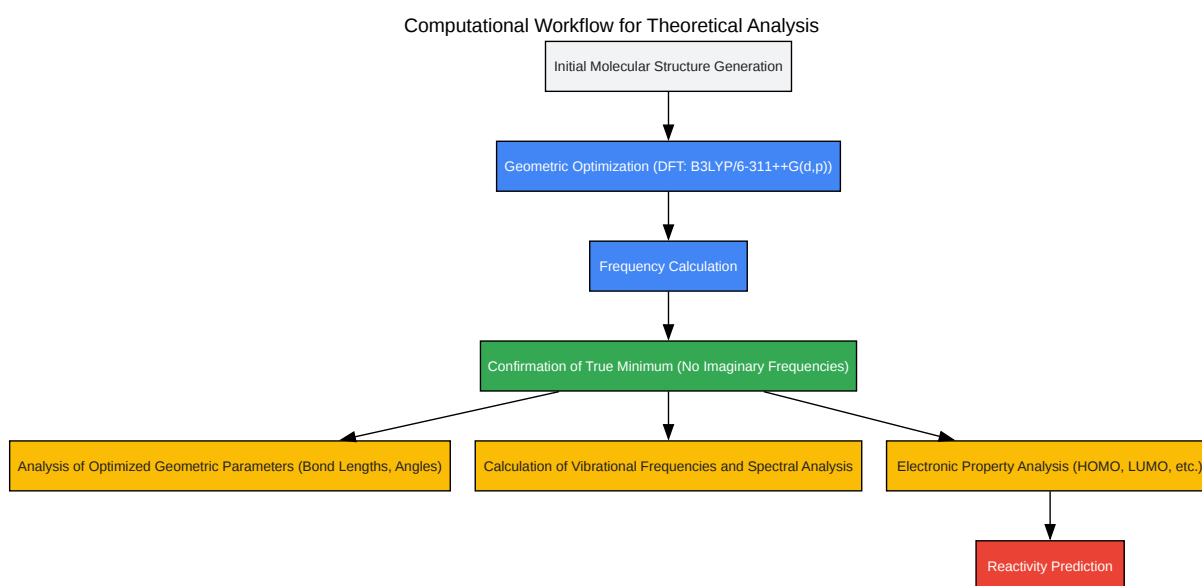 Computational Workflow for Theoretical Analysis
Initial Molecular Structure Generation
Geometric Optimization (DFT: B3LYP/6-311++G(d,p))
Frequency Calculation
Confirmation of True Minimum (No Imaginary Frequencies)
Analysis of Optimized Geometric Parameters (Bond Lengths, Angles)
Calculation of Vibrational Frequencies and Spectral Analysis
Electronic Property Analysis (HOMO, LUMO, etc.)
Reactivity Prediction